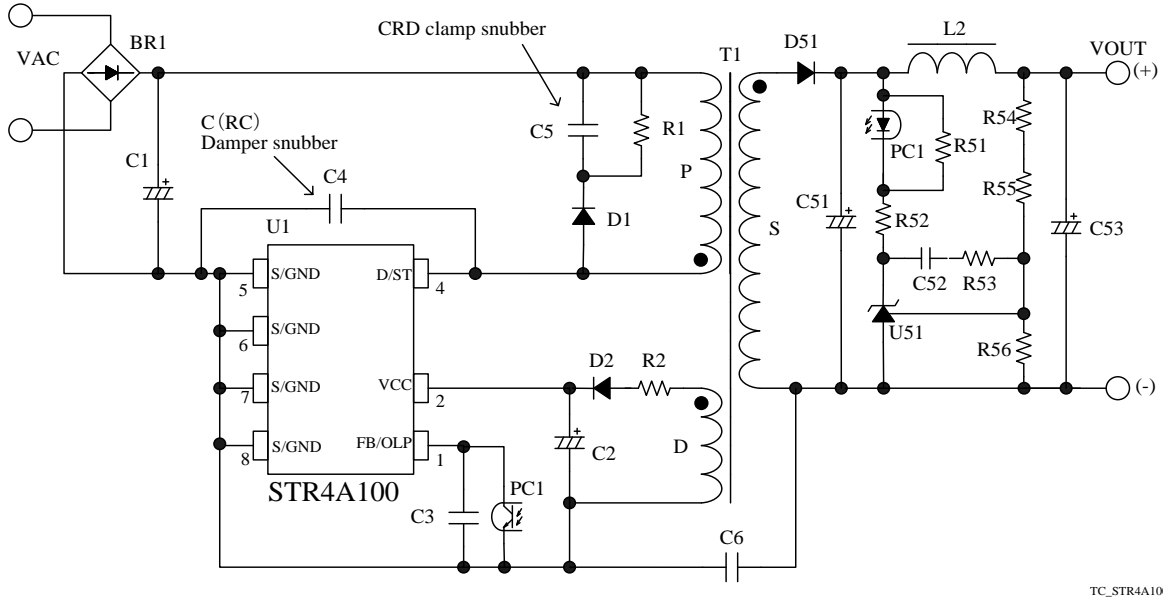 VAC
BR1
CRD clamp snubber
T1
D51
L2
VOUT
(+)
C5
R1
PC1
R51
R54
C(RC)
Damper snubber
C1
C4
P
R55
U1
D1
C51
S
R52
C53
S/GND
D/ST
5
4
C52
R53
S/GND
6
U51
R56
S/GND
VCC
7
2
D2
R2
(-)
S/GND
FB/OLP
8
1
C2
D
STR4A100
C3
PC1
C6
TC_STR4A10